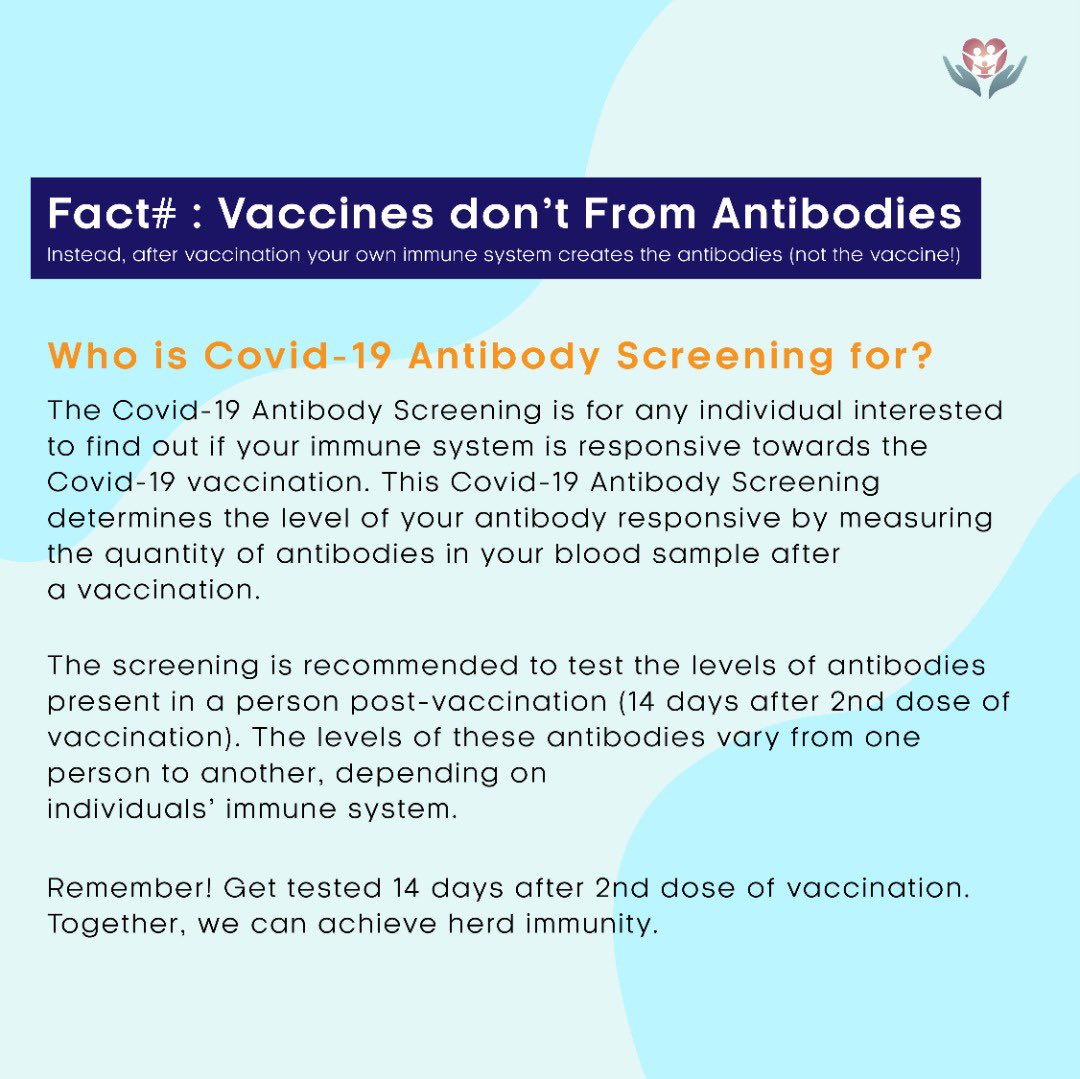 Fact# : Vaccines don’t From Antibodies
Instead, after vaccination your own immune system creates the antibodies (not the vaccine!)
Who is Covid-19 Antibody Screening for?
The Covid-19 Antibody Screening is for any individual interested
to find out if your immune system is responsive towards the
Covid-19 vaccination. This Covid-19 Antibody Screening
determines the level of your antibody responsive by measuring
the quantity of antibodies in your blood sample after
a vaccination.
The screening is recommended to test the levels of antibodies
present in a person post-vaccination (14 days after 2nd dose of
vaccination). The levels of these antibodies vary from one
person to another, depending on
individuals’ immune system.
Remember! Get tested 14 days after 2nd dose of vaccination.
Together, we can achieve herd immunity.